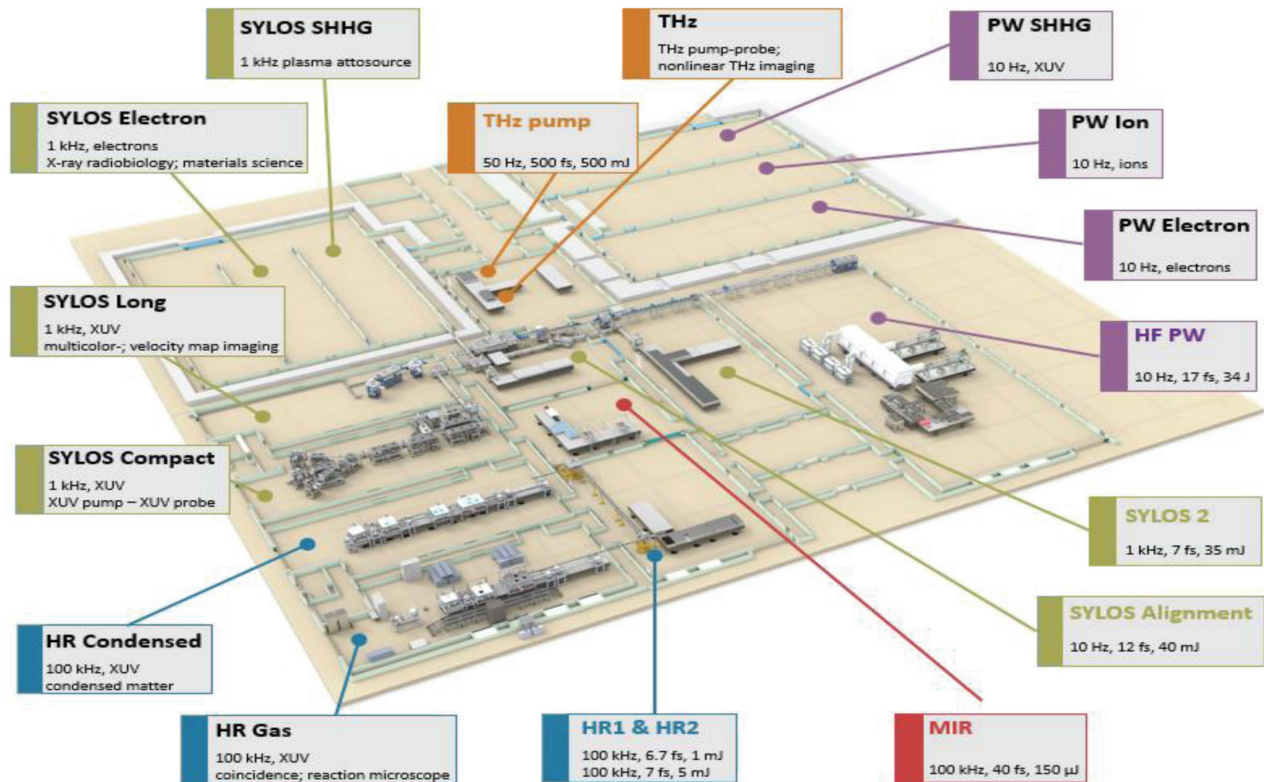 SYLOS SHHG
1 kHz plasma attosource
THz
THz pump-probe;
nonlinear THz imaging
PW SHHG
10 Hz, XUV
SYLOS Electron
1 kHz, electrons
X-ray radiobiology; materials science
THz pump
50 Hz, 500 fs, 500 mJ
PW Ion
10 Hz, ions
PW Electron
10 Hz, electrons
SYLOS Long
1 kHz, XUV
multicolor-; velocity map imaging
HF PW
10 Hz, 17 fs, 34 J
SYLOS Compact
1 kHz, XUV
XUV pump – XUV probe
SYLOS 2
1 kHz, 7 fs, 35 mJ
SYLOS Alignment
10 Hz, 12 fs, 40 mJ
HR Condensed
100 kHz, XUV
condensed matter
HR Gas
100 kHz, XUV
coincidence; reaction microscope
HR1 & HR2
100 kHz, 6.7 fs, 1 mJ
100 kHz, 7 fs, 5 mJ
MIR
100 kHz, 40 fs, 150 µJ